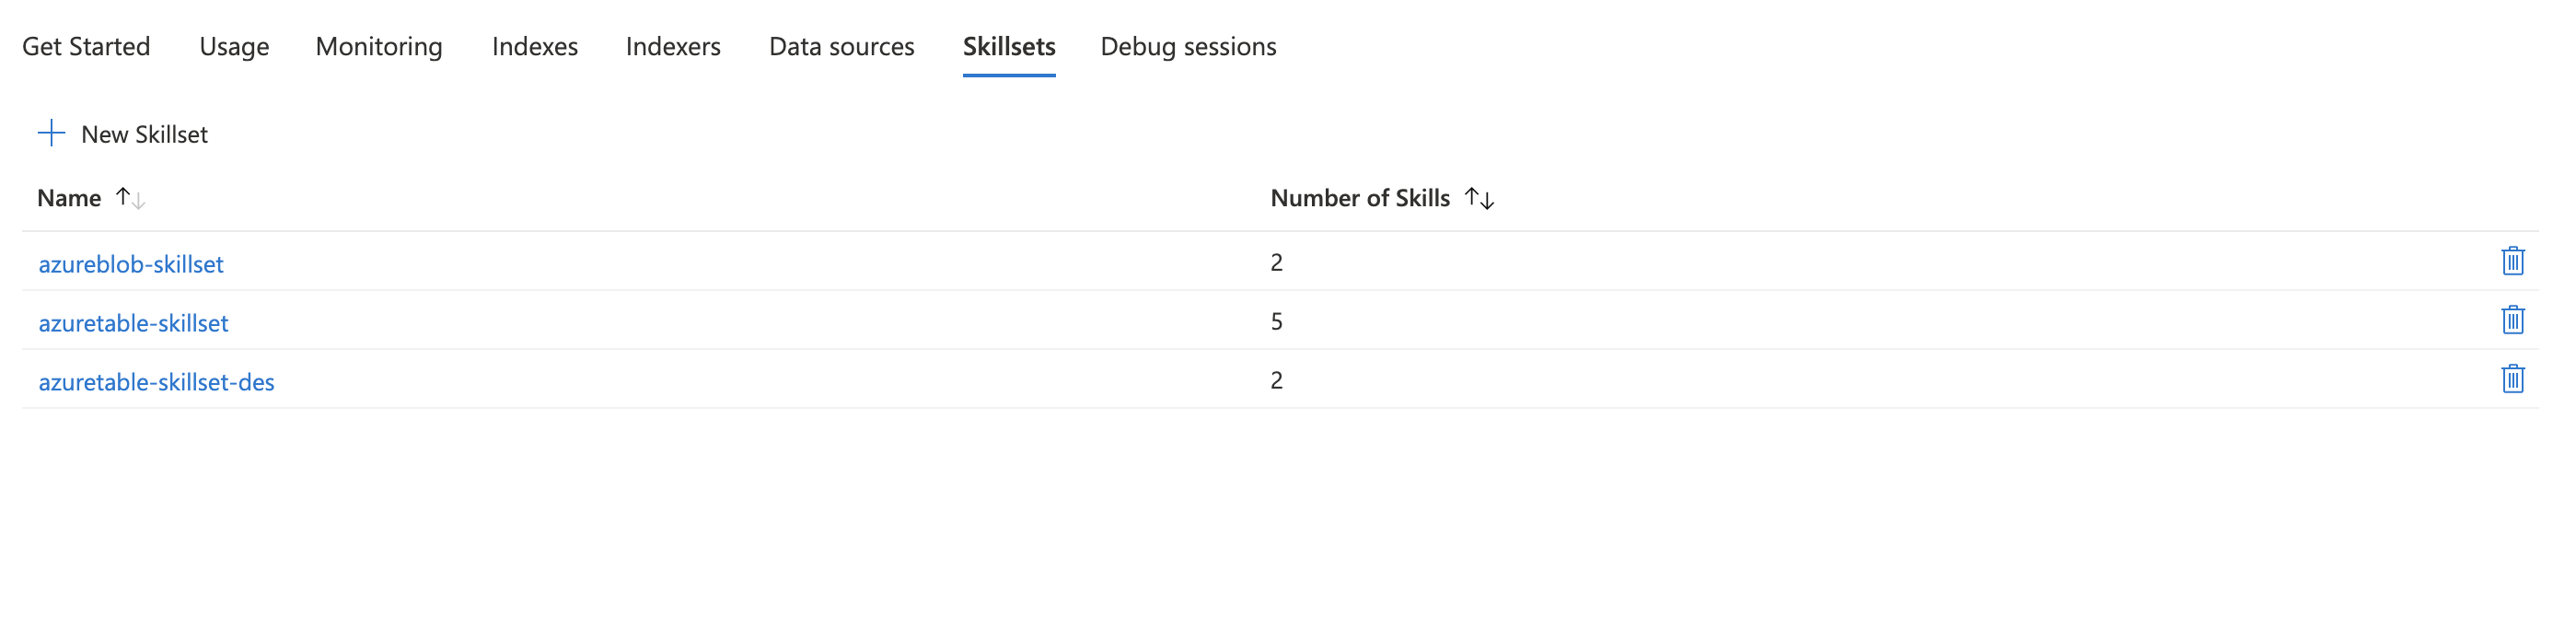 Get Started Usage Monitoring Indexes Indexers Data sources Skillsets Debug sessions
New Skillset
Name Number of Skills
azureblob-skillset 2
azuretable-skillset 5
azuretable-skillset-des 2